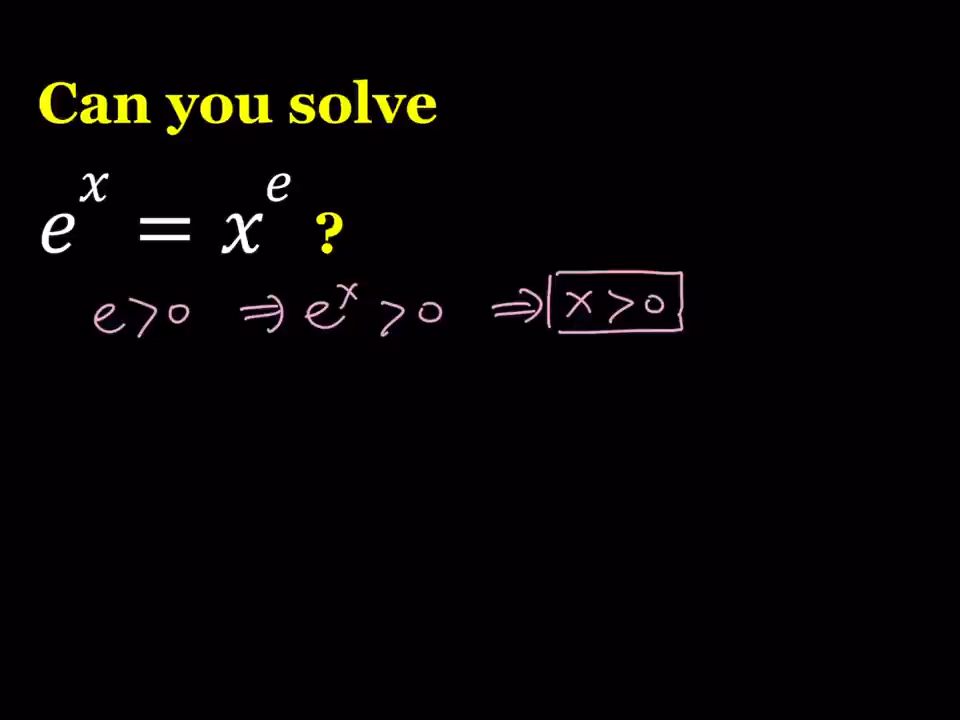 Can you solve
e^x = x^e ?
e>0 ⇒ e^x >0 ⇒ x>0